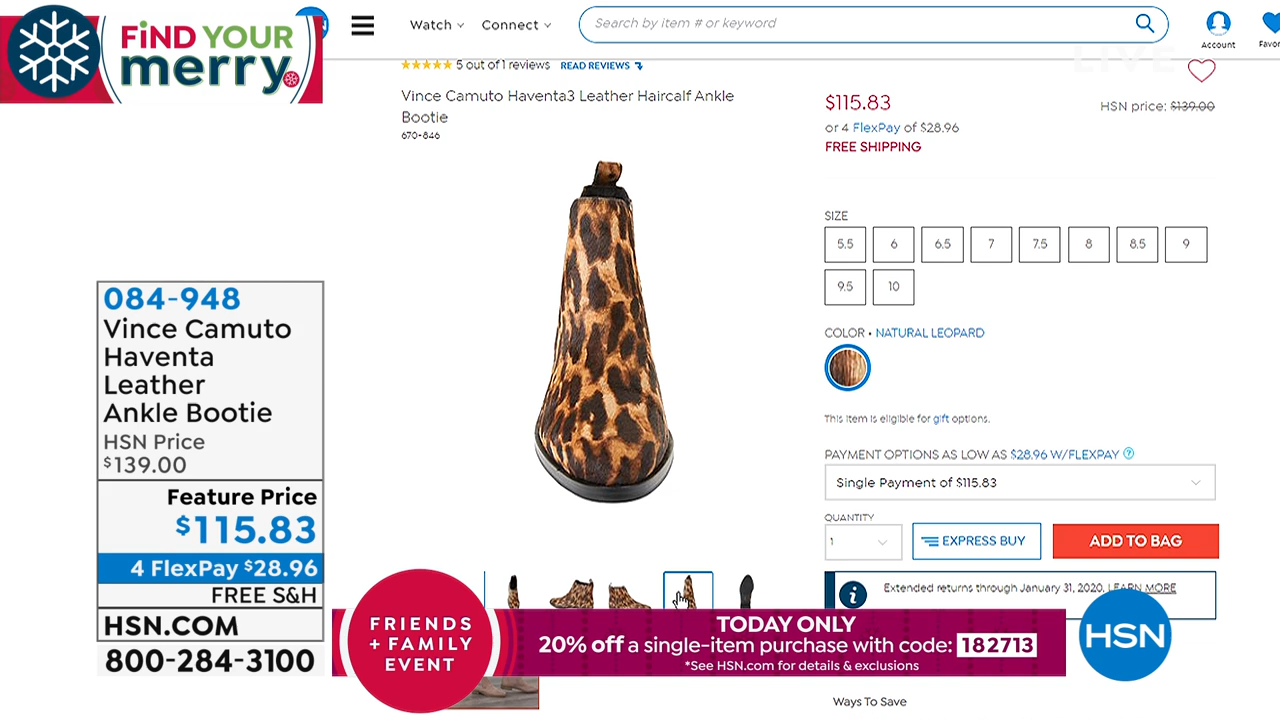 FiND YOUR
merry
Watch
Connect
Search by item # or keyword
Account
LIVE
5 out of 1 reviews
READ REVIEWS
Vince Camuto Haventa3 Leather Haircalf Ankle
Bootie
670-846
$115.83
HSN price: $139.00
or 4 FlexPay of $28.96
FREE SHIPPING
SIZE
5.5 6 6.5 7 7.5 8 8.5 9
9.5 10
COLOR • NATURAL LEOPARD
This item is eligible for gift options.
PAYMENT OPTIONS AS LOW AS $28.96 W/FLEXPAY ?
Single Payment of $115.83
QUANTITY
1
EXPRESS BUY
ADD TO BAG
i
Extended returns through January 31, 2020. LEARN MORE
084-948
Vince Camuto
Haventa
Leather
Ankle Bootie
HSN Price
$139.00
Feature Price
$115.83
4 FlexPay $28.96
FREE S&H
HSN.COM
800-284-3100
FRIENDS
+ FAMILY
EVENT
TODAY ONLY
20% off a single-item purchase with code: 182713
*See HSN.com for details & exclusions
HSN
Ways To Save